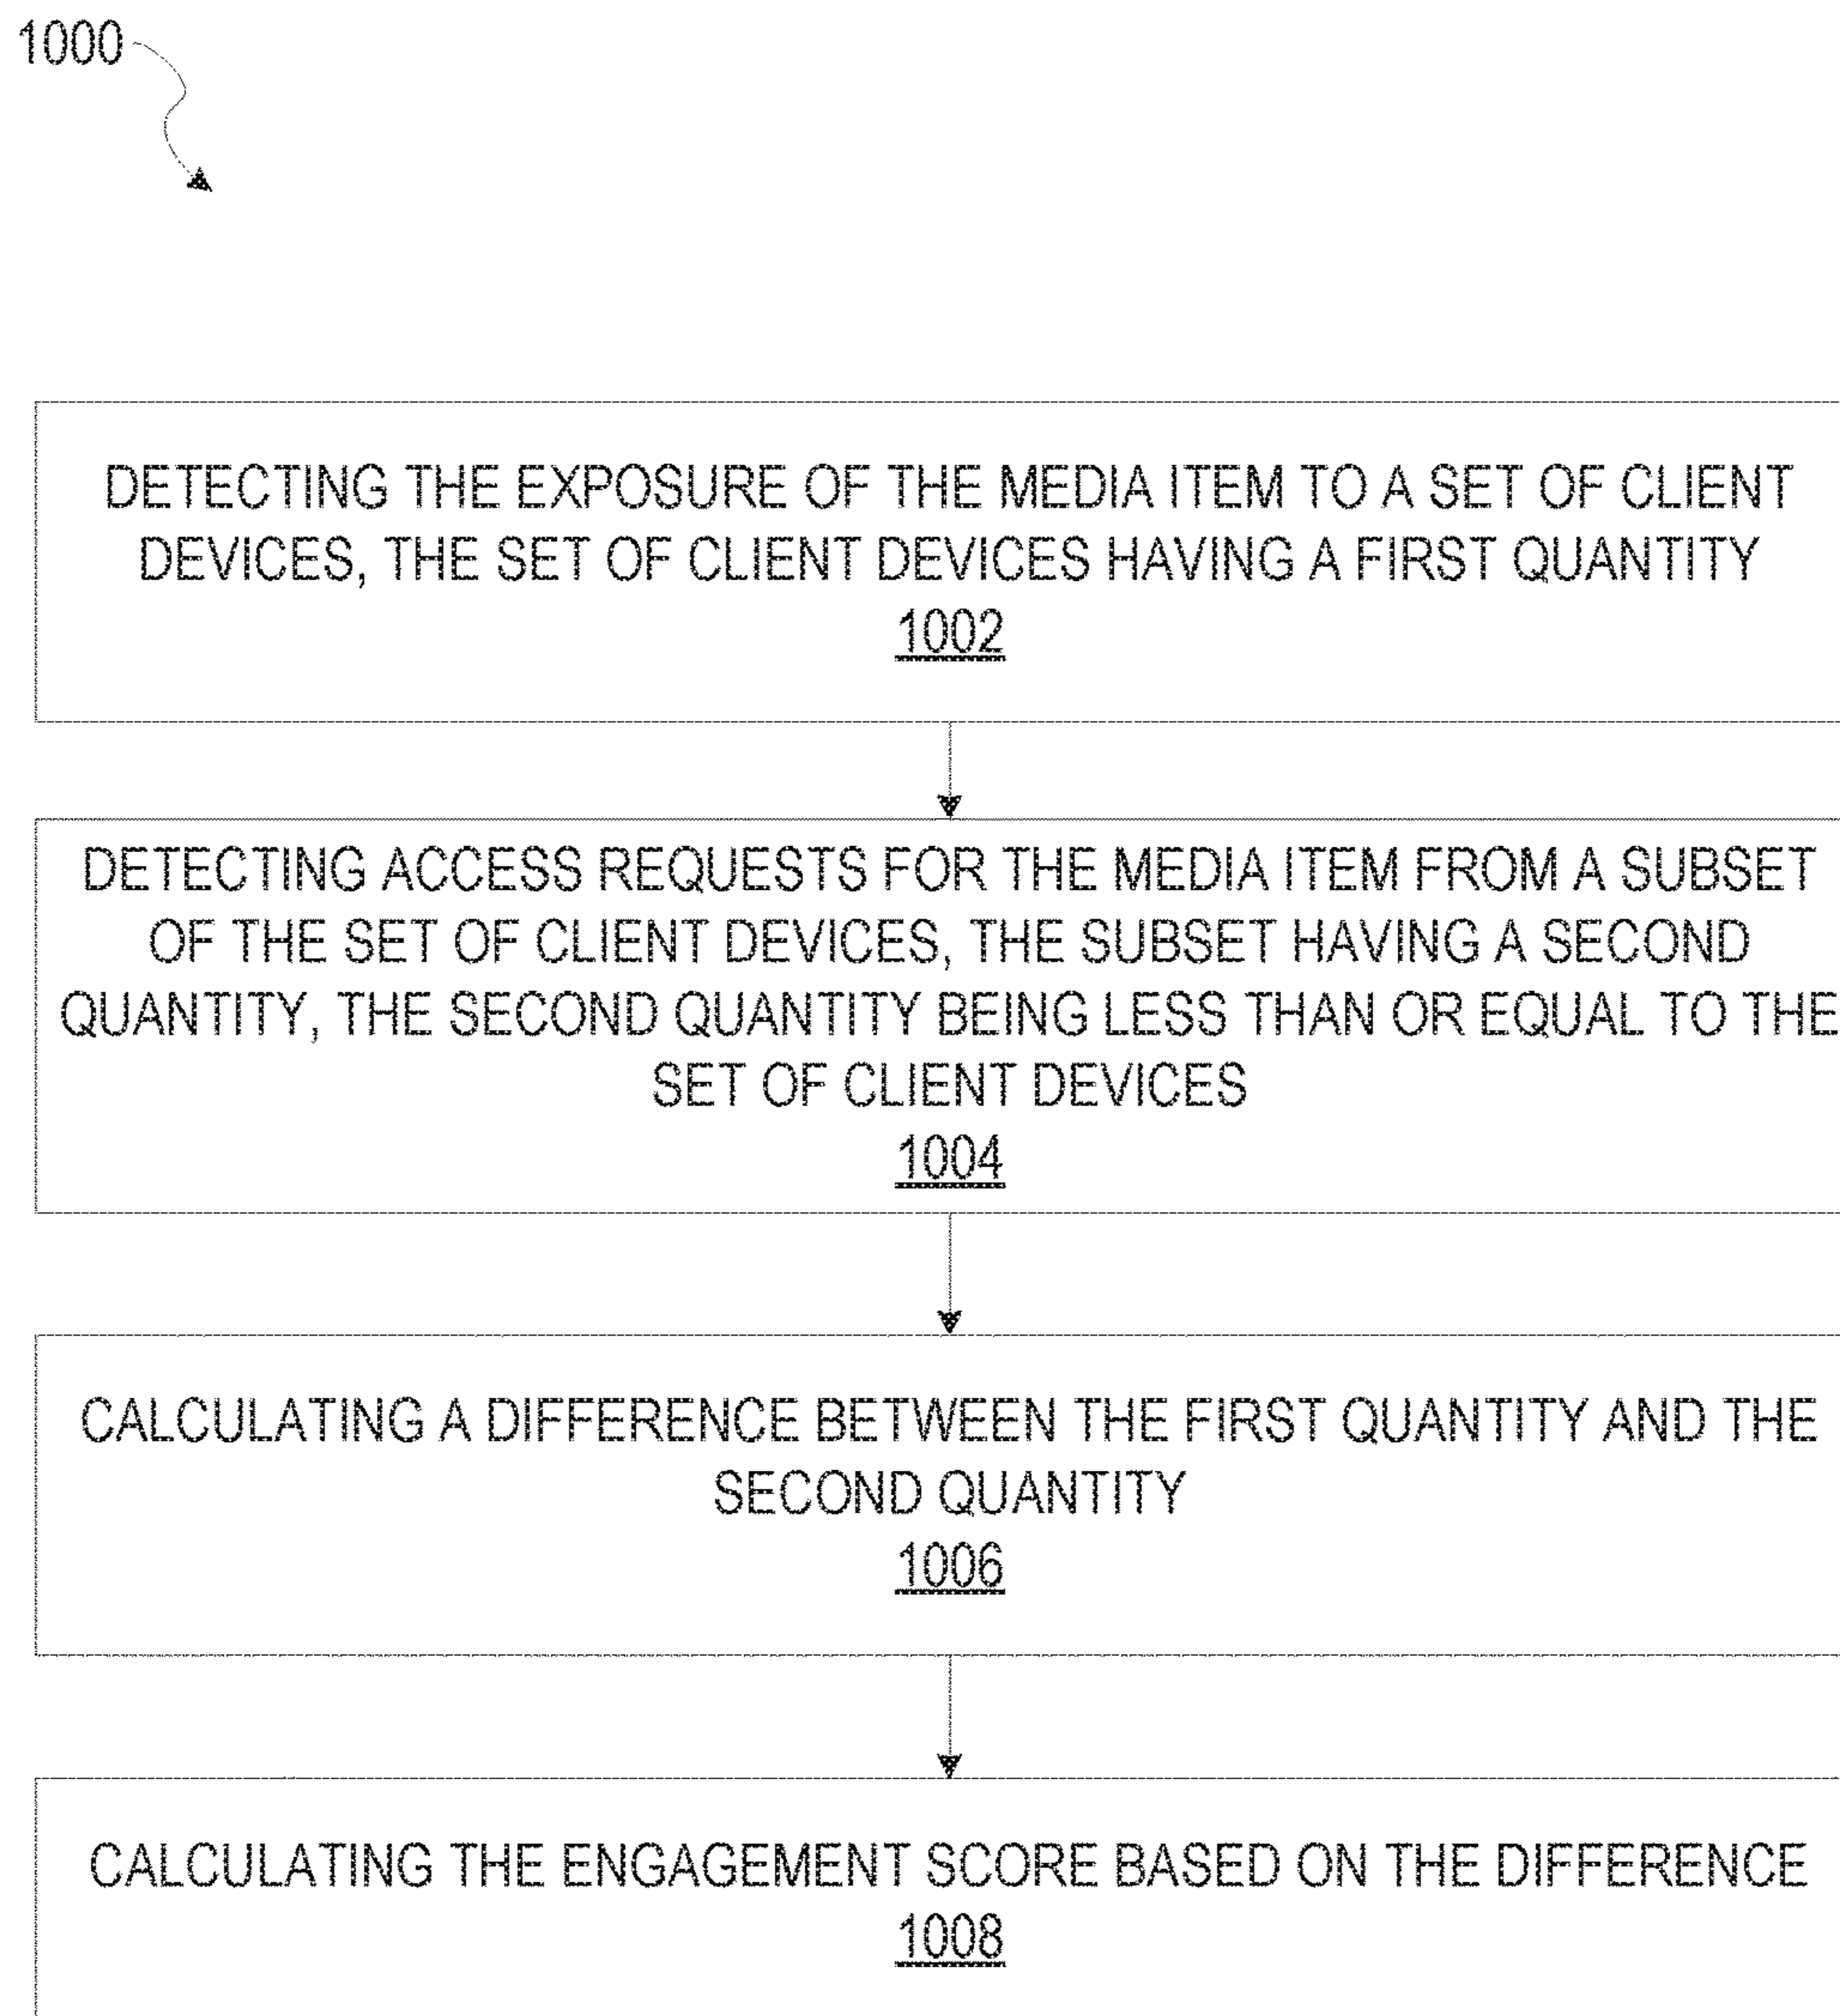 1000
DETECTING THE EXPOSURE OF THE MEDIA ITEM TO A SET OF CLIENT
DEVICES, THE SET OF CLIENT DEVICES HAVING A FIRST QUANTITY
1002
DETECTING ACCESS REQUESTS FOR THE MEDIA ITEM FROM A SUBSET
OF THE SET OF CLIENT DEVICES, THE SUBSET HAVING A SECOND
QUANTITY, THE SECOND QUANTITY BEING LESS THAN OR EQUAL TO THE
SET OF CLIENT DEVICES
1004
CALCULATING A DIFFERENCE BETWEEN THE FIRST QUANTITY AND THE
SECOND QUANTITY
1006
CALCULATING THE ENGAGEMENT SCORE BASED ON THE DIFFERENCE
1008